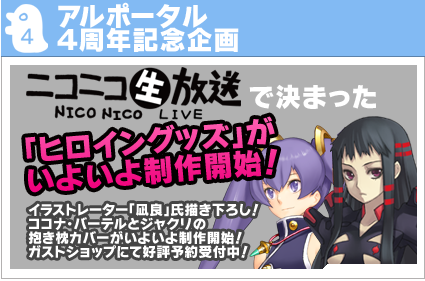 4
アルポータル
4周年記念企画
ニコニコ生放送
NICO NICO LIVE
で決まった
「ヒロイングッズ」が
いよいよ制作開始!
イラストレーター「凪良」氏描き下ろし!
ココナ・バーテルとジャクリの
抱き枕カバーがいよいよ制作開始!
ガストショップにて好評予約受付中!